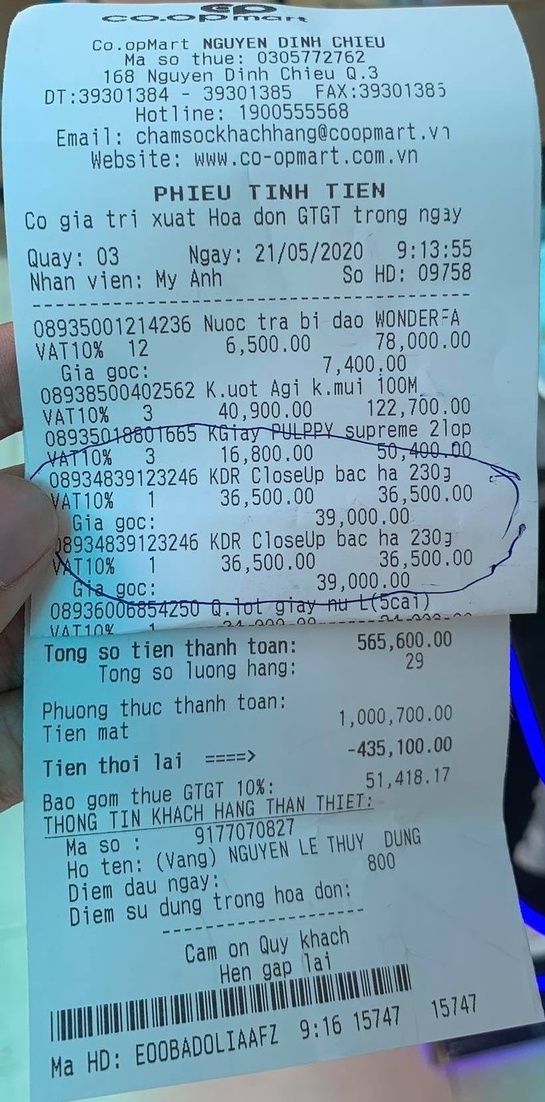 co.opmart
Co.opMart NGUYEN DINH CHIEU
Ma so thue: 0305772762
168 Nguyen Dinh Chieu Q.3
DT:39301384 - 39301385 FAX:39301385
Hotline: 1900555568
Email: chamsockhachhang@coopmart.vn
Website: www.co-opmart.com.vn
PHIEU TINH TIEN
Co gia tri xuat Hoa don GTGT trong ngay
Quay: 03 Ngay: 21/05/2020 9:13:55
Nhan vien: My Anh So HD: 09758
08935001214236 Nuoc tra bi dao WONDERFA
VAT10% 12 6,500.00 78,000.00
Gia goc: 7,400.00
08938500402562 K.uot Agi k.mui 100M
VAT10% 3 40,900.00 122,700.00
08935018801665 KGiay PULPPY supreme 2lop
VAT10% 3 16,800.00 50,400.00
08934839123246 KDR CloseUp bac ha 230g
VAT10% 1 36,500.00 36,500.00
Gia goc: 39,000.00
08934839123246 KDR CloseUp bac ha 230g
VAT10% 1 36,500.00 36,500.00
Gia goc: 39,000.00
08936006854250 Q.lot giay nu L(5cai)
VAT10% 1
Tong so tien thanh toan: 565,600.00
Tong so luong hang: 29
Phuong thuc thanh toan:
Tien mat 1,000,700.00
Tien thoi lai ====> -435,100.00
Bao gom thue GTGT 10%: 51,418.17
THONG TIN KHACH HANG THAN THIET:
Ma so : 9177070827
Ho ten: (Vang) NGUYEN LE THUY DUNG
Diem dau ngay: 800
Diem su dung trong hoa don:
Cam on Quy khach
Hen gap lai
Ma HD: EOOBADOLIAAFZ 9:16 15747 15747